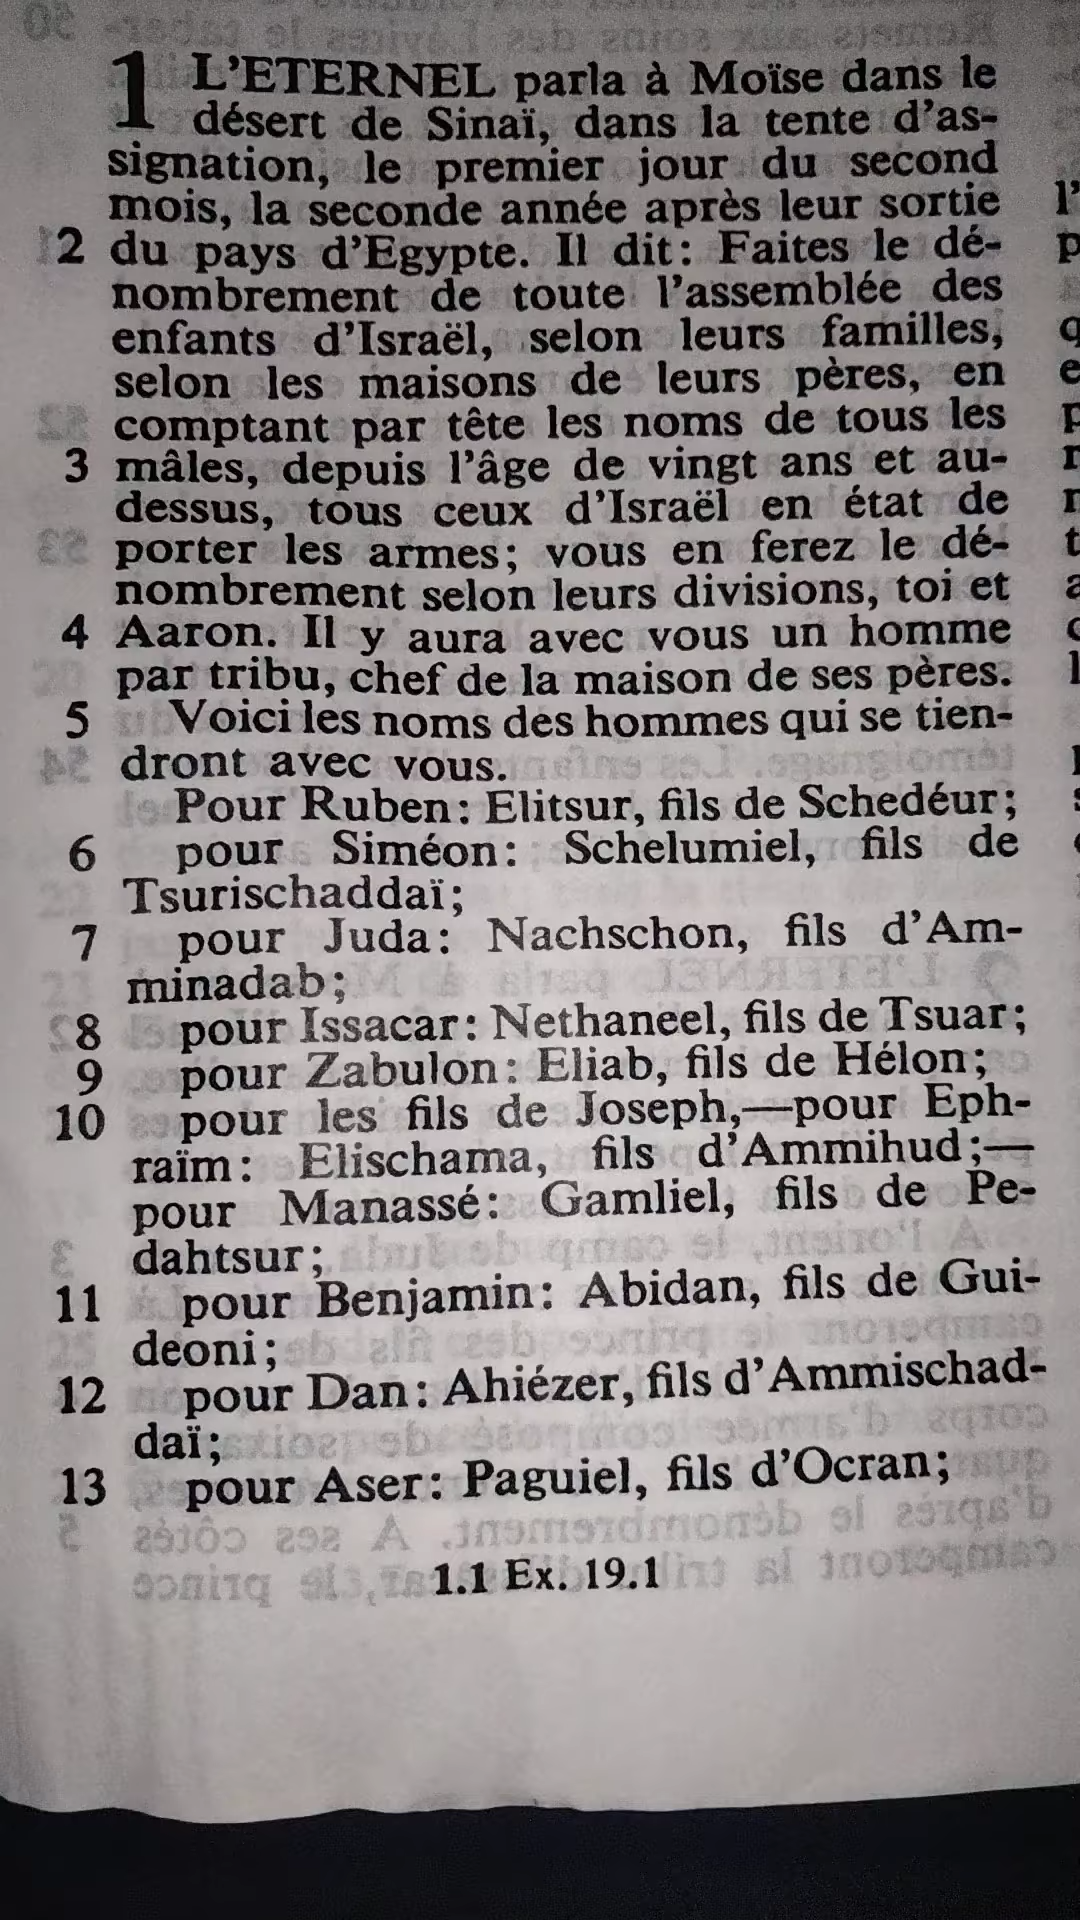 1 L'ETERNEL parla à Moïse dans le
désert de Sinaï, dans la tente d'as-
signation, le premier jour du second
mois, la seconde année après leur sortie
2 du pays d'Egypte. Il dit: Faites le dé-
nombrement de toute l'assemblée des
enfants d'Israël, selon leurs familles,
selon les maisons de leurs pères, en
comptant par tête les noms de tous les
3 mâles, depuis l'âge de vingt ans et au-
dessus, tous ceux d'Israël en état de
porter les armes; vous en ferez le dé-
nombrement selon leurs divisions, toi et
4 Aaron. Il y aura avec vous un homme
par tribu, chef de la maison de ses pères.
5 Voici les noms des hommes qui se tien-
dront avec vous.
Pour Ruben: Elitsur, fils de Schedéur;
6 pour Siméon: Schelumiel, fils de
Tsurischaddaï;
7 pour Juda: Nachschon, fils d'Am-
minadab;
8 pour Issacar: Nethaneel, fils de Tsuar;
9 pour Zabulon: Eliab, fils de Hélon;
10 pour les fils de Joseph,—pour Eph-
raïm: Elischama, fils d'Ammihud;—
pour Manassé: Gamliel, fils de Pe-
dahtsur;
11 pour Benjamin: Abidan, fils de Gui-
deoni;
12 pour Dan: Ahiézer, fils d'Ammischad-
daï;
13 pour Aser: Paguiel, fils d'Ocran;
1.1 Ex. 19.1